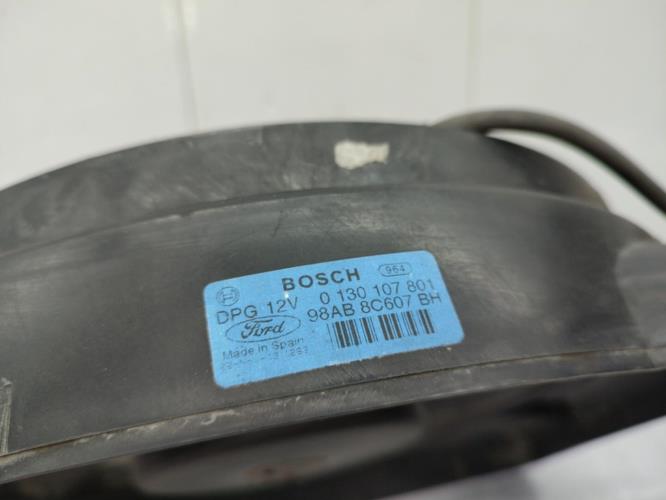 BOSCH 964
DPG 12V 0 130 107 801
Ford 98AB 8C607 BH
Made in Spain